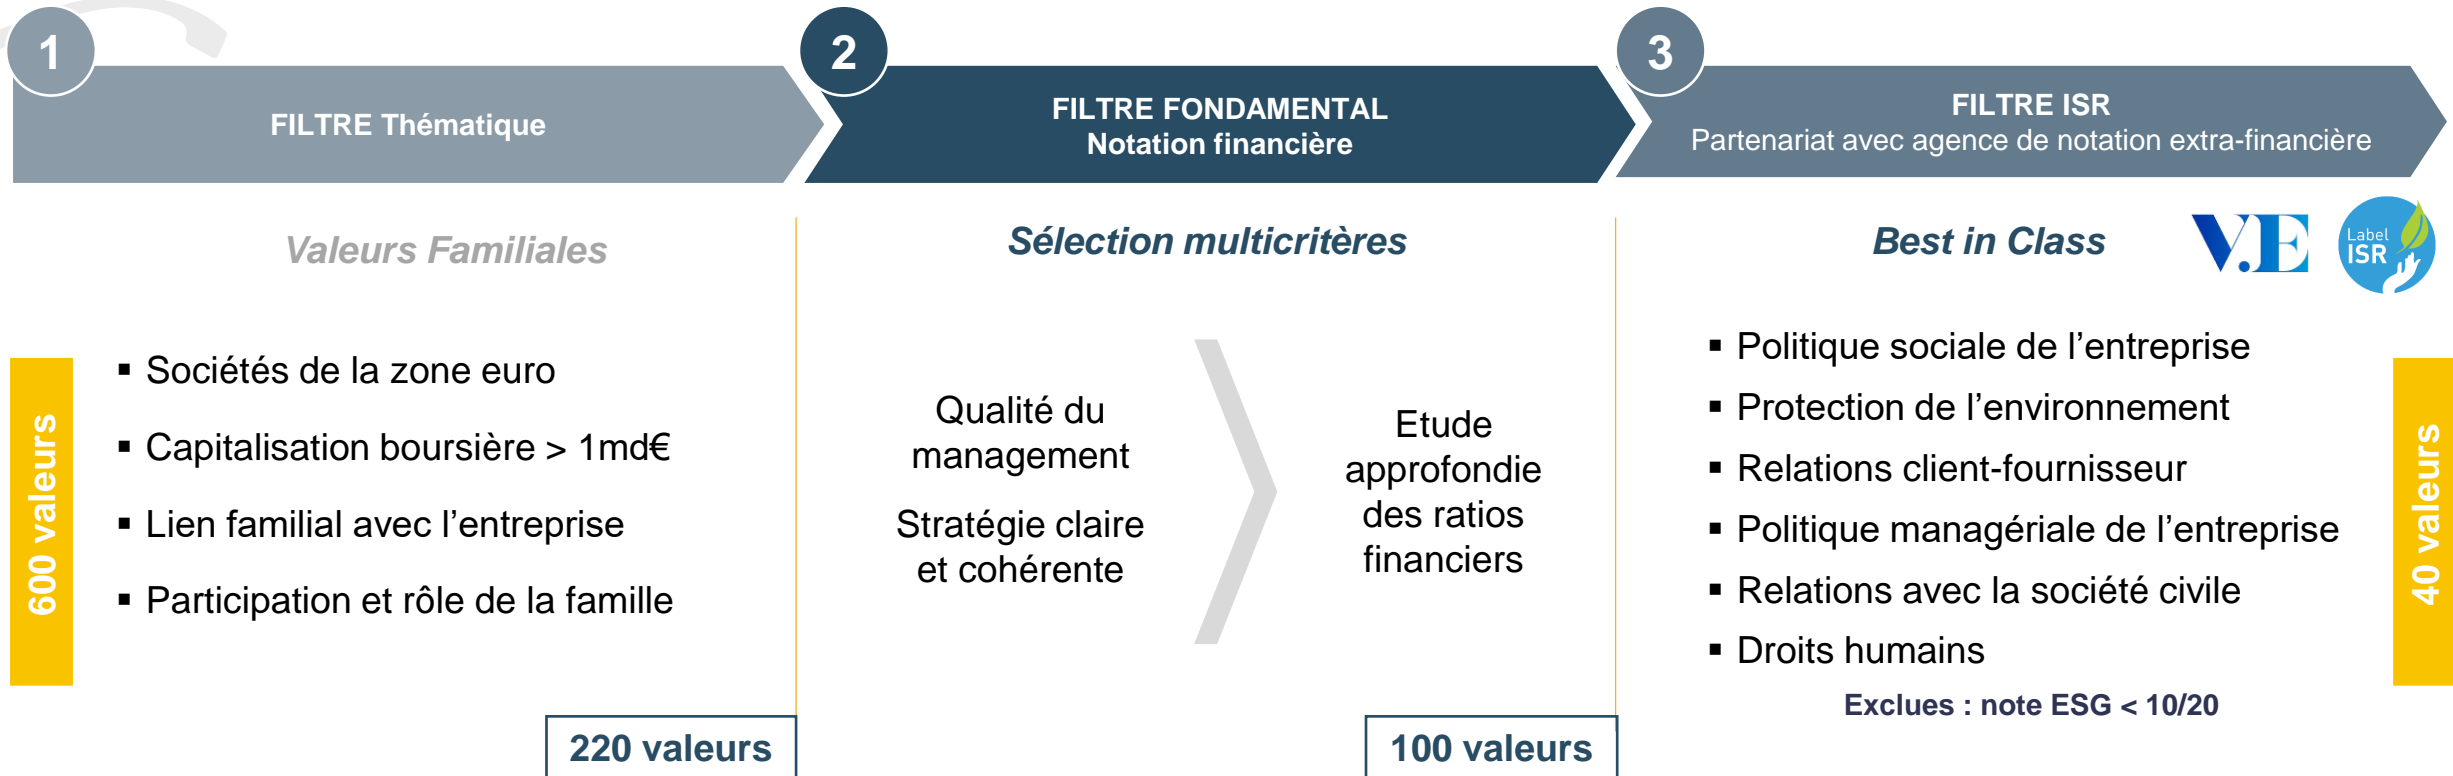 1
FILTRE Thématique
2
FILTRE FONDAMENTAL
Notation financière
3
FILTRE ISR
Partenariat avec agence de notation extra-financière
Valeurs Familiales
600 valeurs
▪ Sociétés de la zone euro
▪ Capitalisation boursière > 1md€
▪ Lien familial avec l’entreprise
▪ Participation et rôle de la famille
220 valeurs
Sélection multicritères
Qualité du
management
Stratégie claire
et cohérente
Etude
approfondie
des ratios
financiers
100 valeurs
Best in Class
V.E
Label
ISR
▪ Politique sociale de l’entreprise
▪ Protection de l’environnement
▪ Relations client-fournisseur
▪ Politique managériale de l’entreprise
▪ Relations avec la société civile
▪ Droits humains
Exclues : note ESG < 10/20
40 valeurs